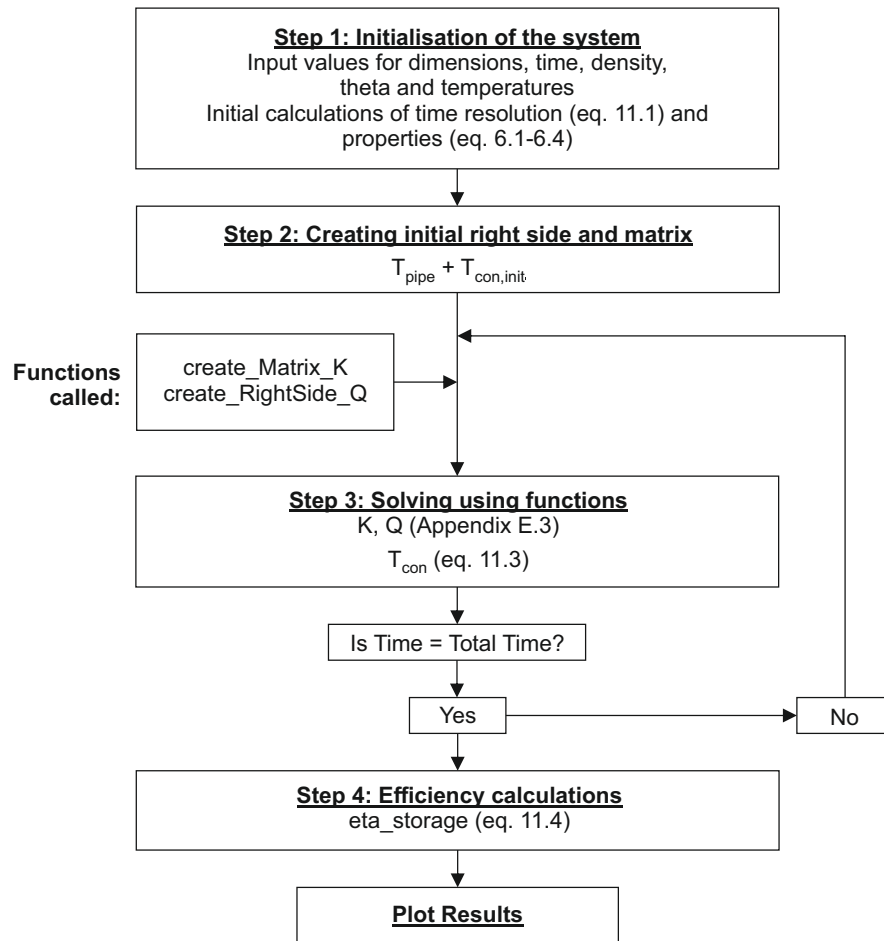 Step 1: Initialisation of the system
Input values for dimensions, time, density,
theta and temperatures
Initial calculations of time resolution (eq. 11.1) and
properties (eq. 6.1-6.4)
Step 2: Creating initial right side and matrix
T_pipe + T_con,init.
Functions
called:
create_Matrix_K
create_RightSide_Q
Step 3: Solving using functions
K, Q (Appendix E.3)
T_con (eq. 11.3)
Is Time = Total Time?
Yes
No
Step 4: Efficiency calculations
eta_storage (eq. 11.4)
Plot Results